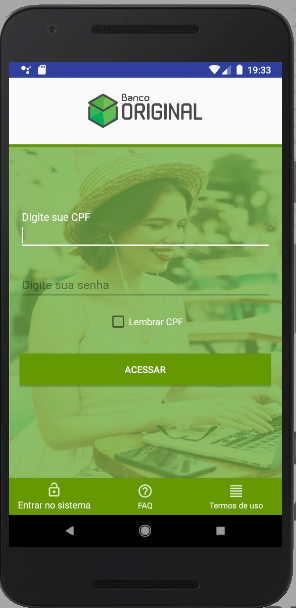 19:33
Banco
ORIGINAL
Digite sue CPF
Digite sua senha
Lembrar CPF
ACESSAR
Entrar no sistema
FAQ
Termos de uso